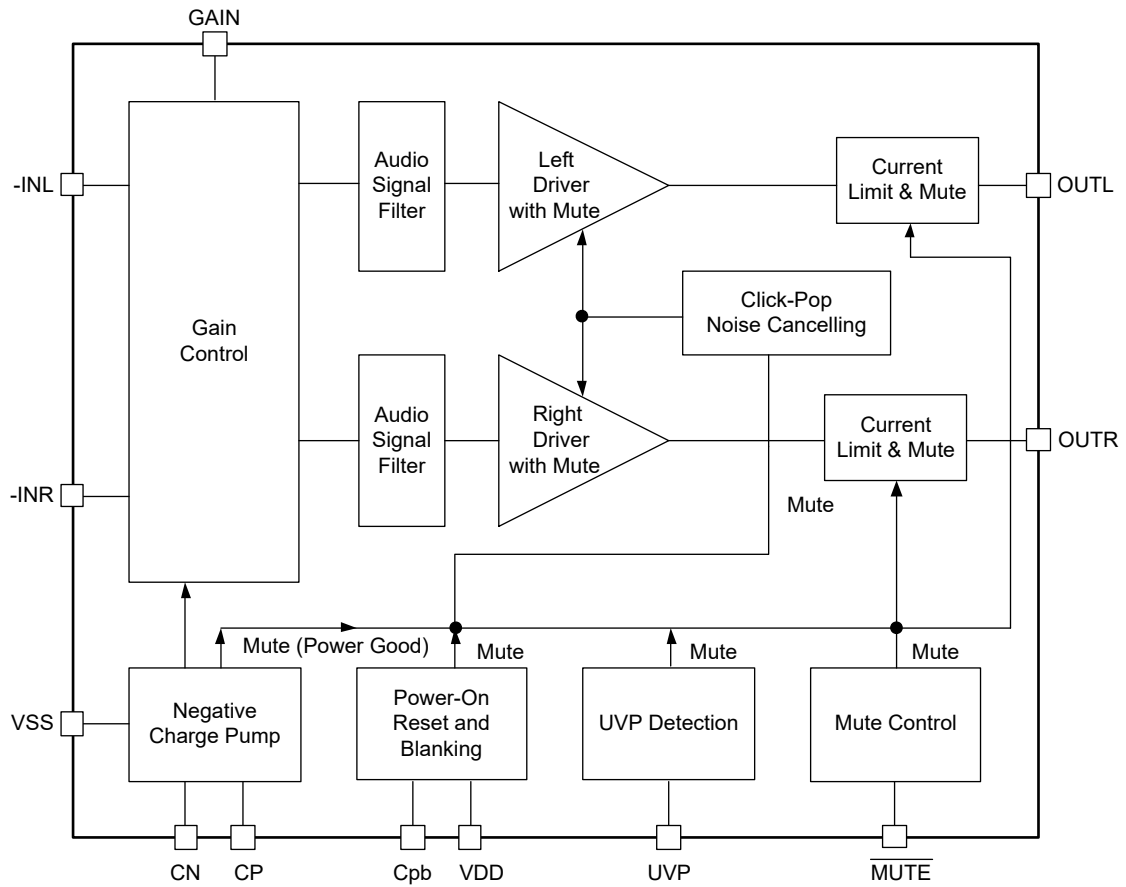 GAIN
-INL
Gain
Control
Audio
Signal
Filter
Left
Driver
with Mute
Current
Limit & Mute
OUTL
Click-Pop
Noise Cancelling
Audio
Signal
Filter
Right
Driver
with Mute
Current
Limit & Mute
OUTR
-INR
Mute
Mute (Power Good)
Mute
Mute
Mute
VSS
Negative
Charge Pump
Power-On
Reset and
Blanking
UVP Detection
Mute Control
CN
CP
Cpb
VDD
UVP
MUTE